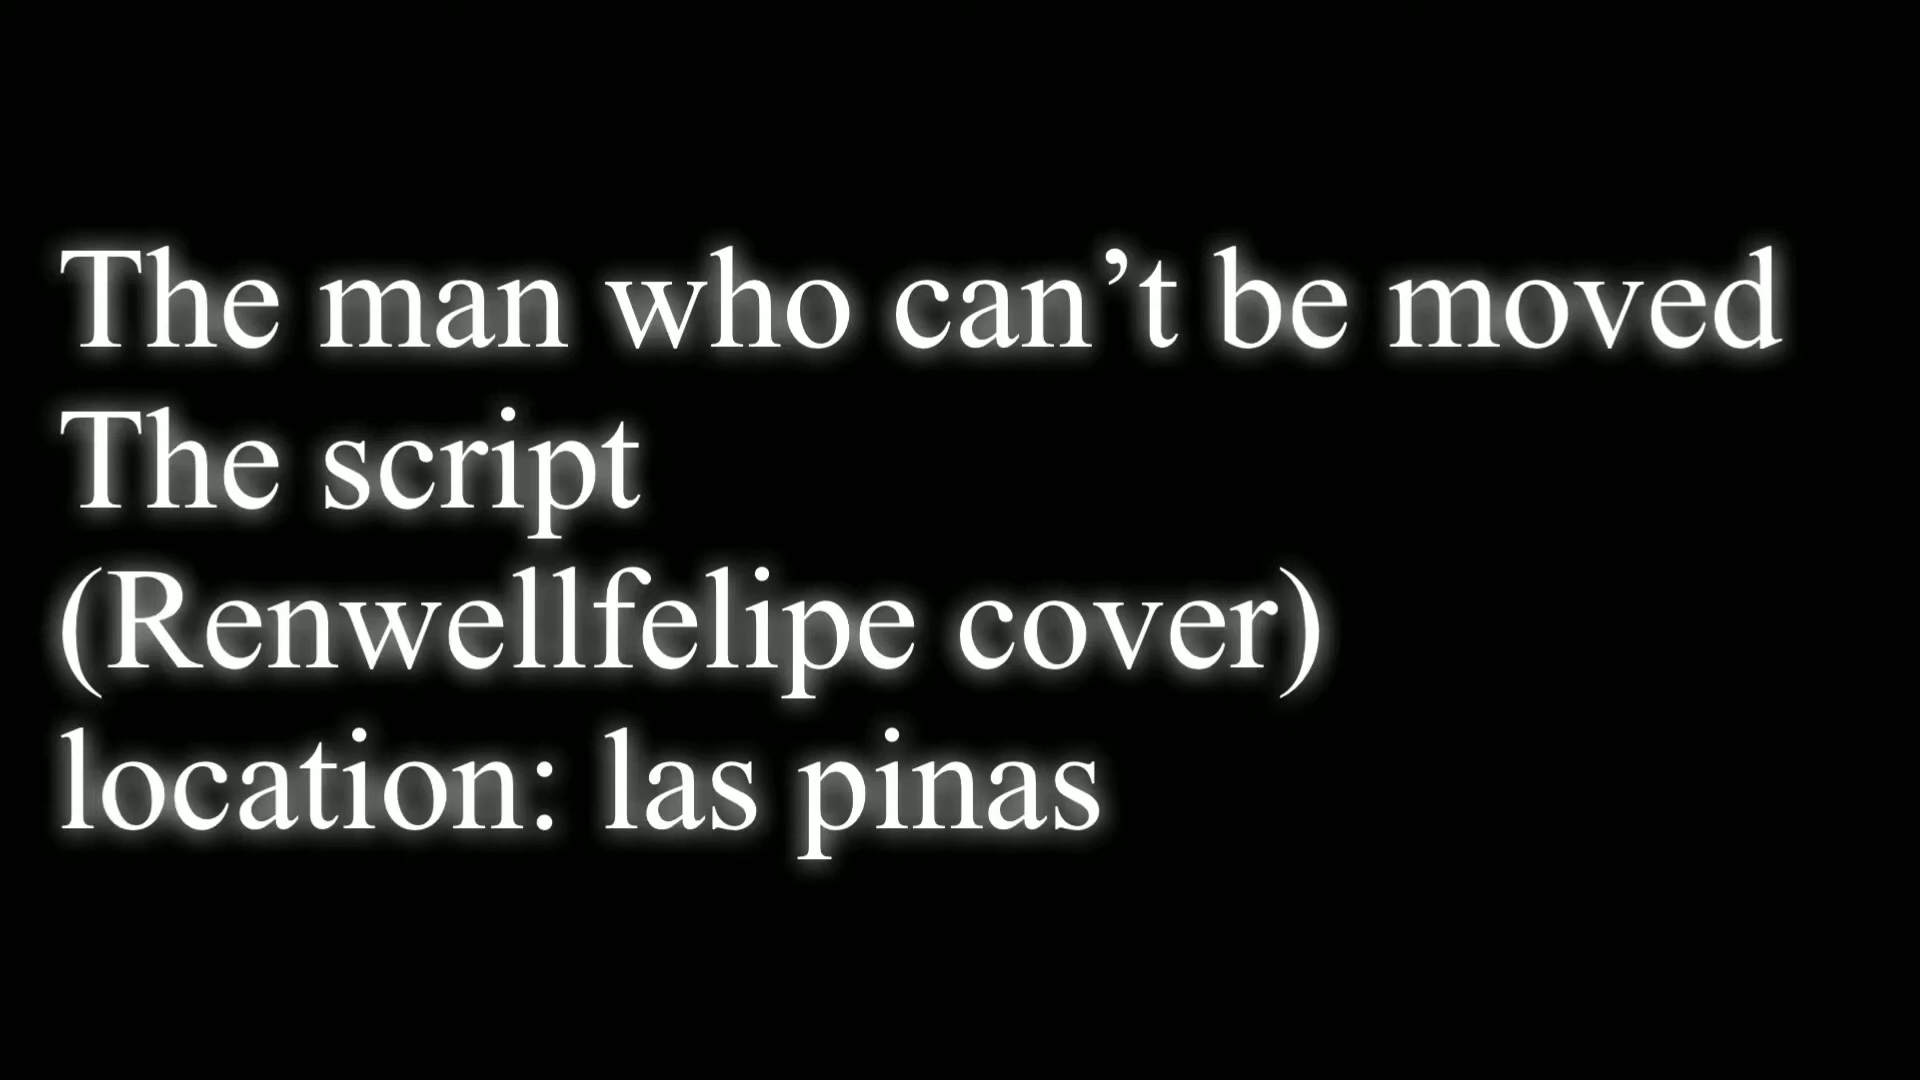 The man who can’t be moved
The script
(Renwellfelipe cover)
location: las pinas